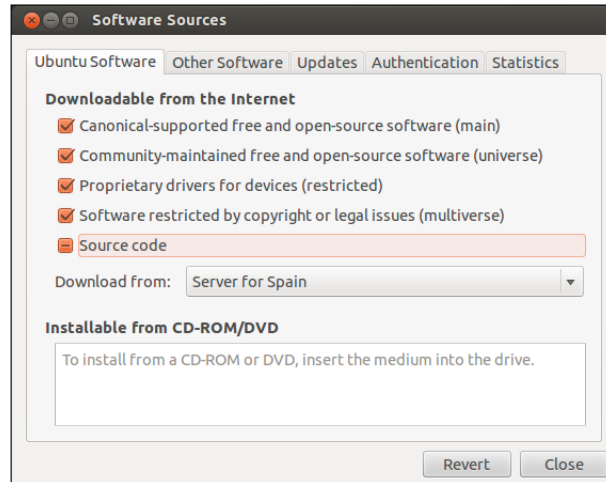 Software Sources
Ubuntu Software Other Software Updates Authentication Statistics
Downloadable from the Internet
Canonical-supported free and open-source software (main)
Community-maintained free and open-source software (universe)
Proprietary drivers for devices (restricted)
Software restricted by copyright or legal issues (multiverse)
Source code
Download from: Server for Spain
Installable from CD-ROM/DVD
To install from a CD-ROM or DVD, insert the medium into the drive.
Revert Close